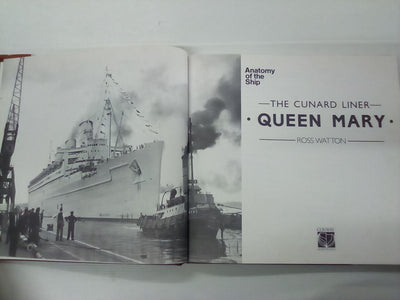 Anatomy
of the
Ship
THE CUNARD LINER
QUEEN MARY
ROSS WATTON